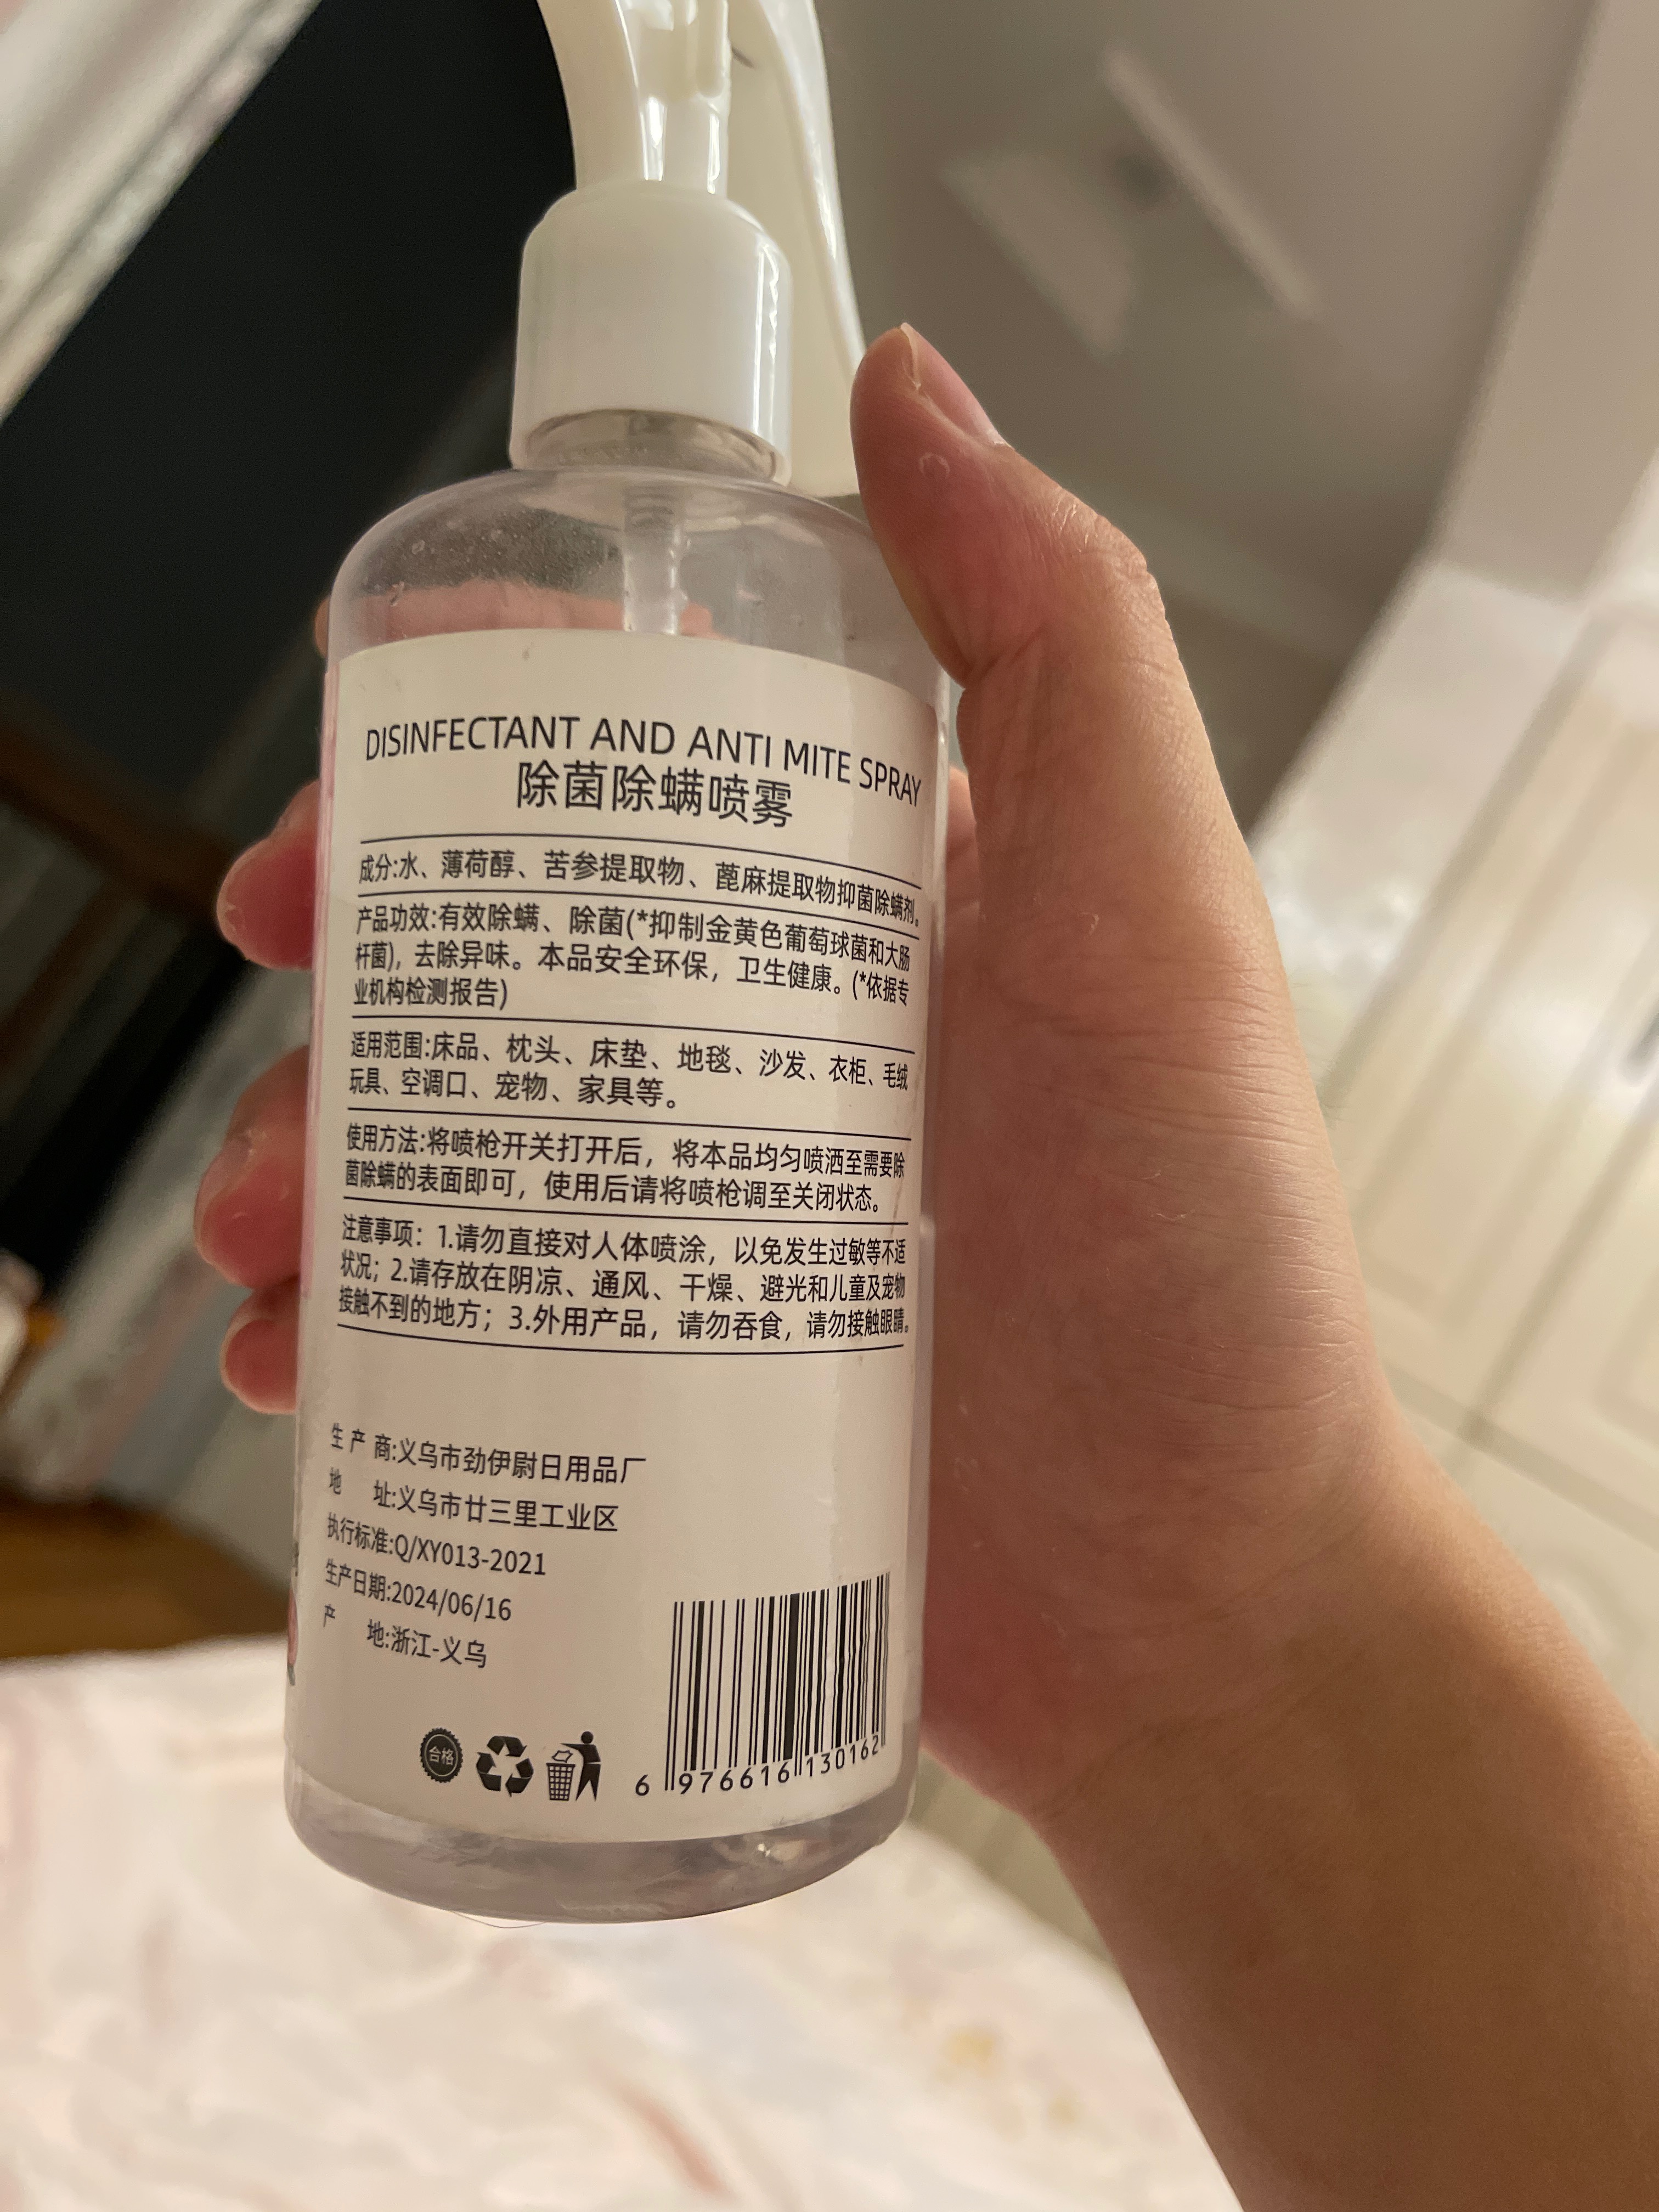 DISINFECTANT AND ANTI MITE SPRAY
除菌除螨喷雾
成分:水、薄荷醇、苦参提取物、蓖麻提取物抑菌除螨剂。
产品功效:有效除螨、除菌(*抑制金黄色葡萄球菌和大肠
杆菌)，去除异味。本品安全环保，卫生健康。(*依据专
业机构检测报告)
适用范围:床品、枕头、床垫、地毯、沙发、衣柜、毛绒
玩具、空调口、宠物、家具等。
使用方法:将喷枪开关打开后，将本品均匀喷洒至需要除
菌除螨的表面即可，使用后请将喷枪调至关闭状态。
注意事项：1.请勿直接对人体喷涂，以免发生过敏等不适
状况；2.请存放在阴凉、通风、干燥、避光和儿童及宠物
接触不到的地方；3.外用产品，请勿吞食，请勿接触眼睛。
生产商:义乌市劲伊尉日用品厂
地 址:义乌市廿三里工业区
执行标准:Q/XY013-2021
生产日期:2024/06/16
产 地:浙江-义乌
合格
6 976616 130162